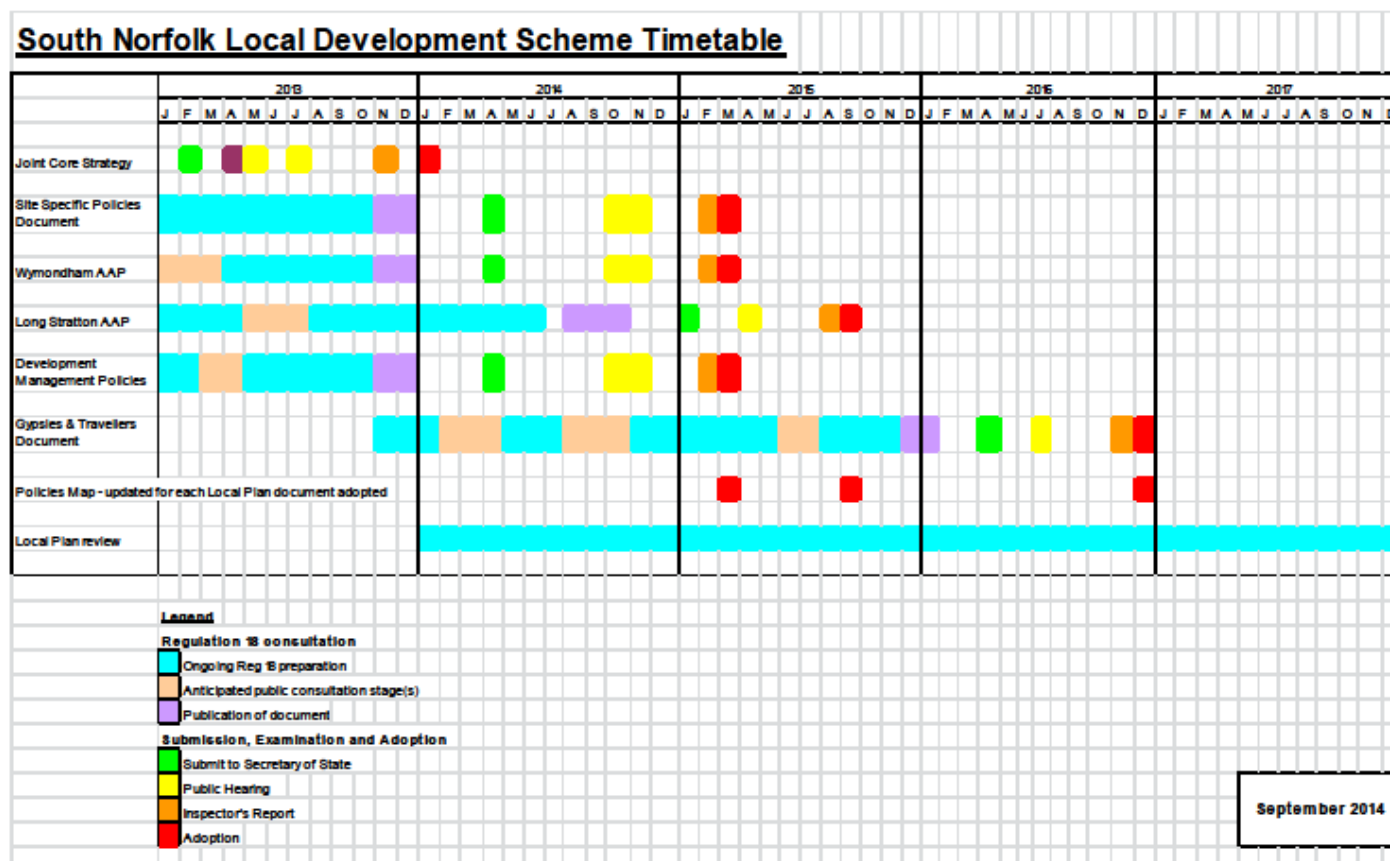 South Norfolk Local Development Scheme Timetable
2013 2014 2015 2016 2017
J F M A M J J A S O N D J F M A M J J A S O N D J F M A M J J A S O N D J F M A M J J A S O N D J F M A M J J A S O N D
Joint Core Strategy
Site Specific Policies
Document
Wymondham AAP
Long Stratton AAP
Development
Management Policies
Gypsies & Travellers
Document
Policies Map - updated for each Local Plan document adopted
Local Plan review
Legend
Regulation 18 consultation
Ongoing Reg 18 preparation
Anticipated public consultation stage(s)
Publication of document
Submission, Examination and Adoption
Submit to Secretary of State
Public Hearing
Inspector's Report
Adoption
September 2014